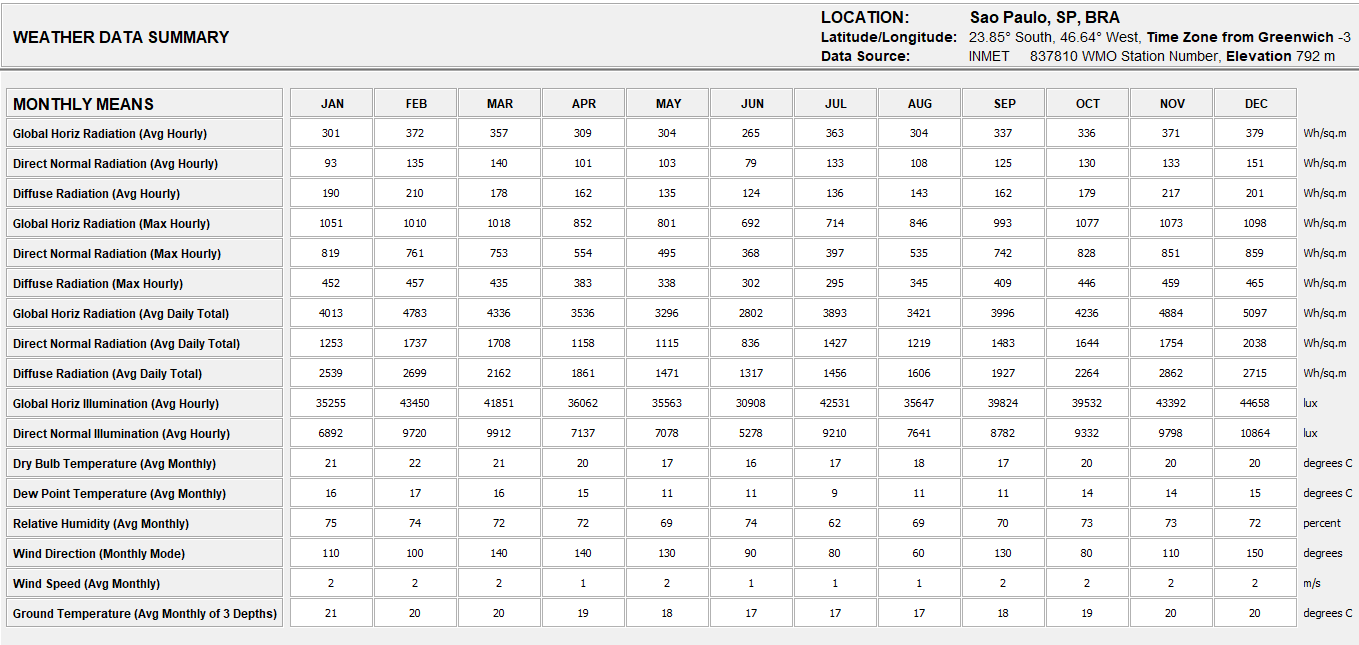 WEATHER DATA SUMMARY
LOCATION: Sao Paulo, SP, BRA
Latitude/Longitude: 23.85° South, 46.64° West, Time Zone from Greenwich -3
Data Source: INMET 837810 WMO Station Number, Elevation 792 m
MONTHLY MEANS JAN FEB MAR APR MAY JUN JUL AUG SEP OCT NOV DEC
Global Horiz Radiation (Avg Hourly) 301 372 357 309 304 265 363 304 337 336 371 379 Wh/sq.m
Direct Normal Radiation (Avg Hourly) 93 135 140 101 103 79 133 108 125 130 133 151 Wh/sq.m
Diffuse Radiation (Avg Hourly) 190 210 178 162 135 124 136 143 162 179 217 201 Wh/sq.m
Global Horiz Radiation (Max Hourly) 1051 1010 1018 852 801 692 714 846 993 1077 1073 1098 Wh/sq.m
Direct Normal Radiation (Max Hourly) 819 761 753 554 495 368 397 535 742 828 851 859 Wh/sq.m
Diffuse Radiation (Max Hourly) 452 457 435 383 338 302 295 345 409 446 459 465 Wh/sq.m
Global Horiz Radiation (Avg Daily Total) 4013 4783 4336 3536 3296 2802 3893 3421 3996 4236 4884 5097 Wh/sq.m
Direct Normal Radiation (Avg Daily Total) 1253 1737 1708 1158 1115 836 1427 1219 1483 1644 1754 2038 Wh/sq.m
Diffuse Radiation (Avg Daily Total) 2539 2699 2162 1861 1471 1317 1456 1606 1927 2264 2862 2715 Wh/sq.m
Global Horiz Illumination (Avg Hourly) 35255 43450 41851 36062 35563 30908 42531 35647 39824 39532 43392 44658 lux
Direct Normal Illumination (Avg Hourly) 6892 9720 9912 7137 7078 5278 9210 7641 8782 9332 9798 10864 lux
Dry Bulb Temperature (Avg Monthly) 21 22 21 20 17 16 17 18 17 20 20 20 degrees C
Dew Point Temperature (Avg Monthly) 16 17 16 15 11 11 9 11 11 14 14 15 degrees C
Relative Humidity (Avg Monthly) 75 74 72 72 69 74 62 69 70 73 73 72 percent
Wind Direction (Monthly Mode) 110 100 140 140 130 90 80 60 130 80 110 150 degrees
Wind Speed (Avg Monthly) 2 2 2 1 2 1 1 1 2 2 2 2 m/s
Ground Temperature (Avg Monthly of 3 Depths) 21 20 20 19 18 17 17 17 18 19 20 20 degrees C